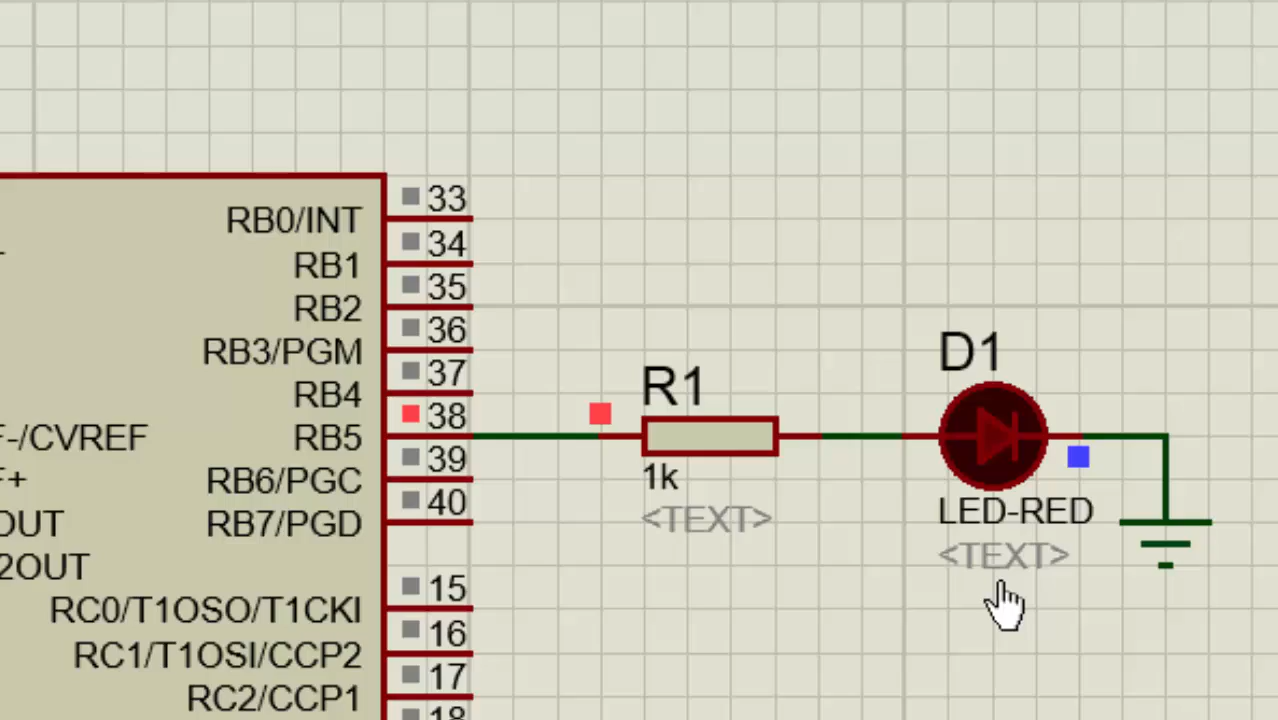 33
RB0/INT
34
RB1
35
RB2
36
RB3/PGM
37
RB4
38
F-/CVREF RB5
39
F+ RB6/PGC
40
OUT RB7/PGD
2OUT
15
RC0/T1OSO/T1CKI
16
RC1/T1OSI/CCP2
17
RC2/CCP1
18
R1
1k
<TEXT>
D1
LED-RED
<TEXT>